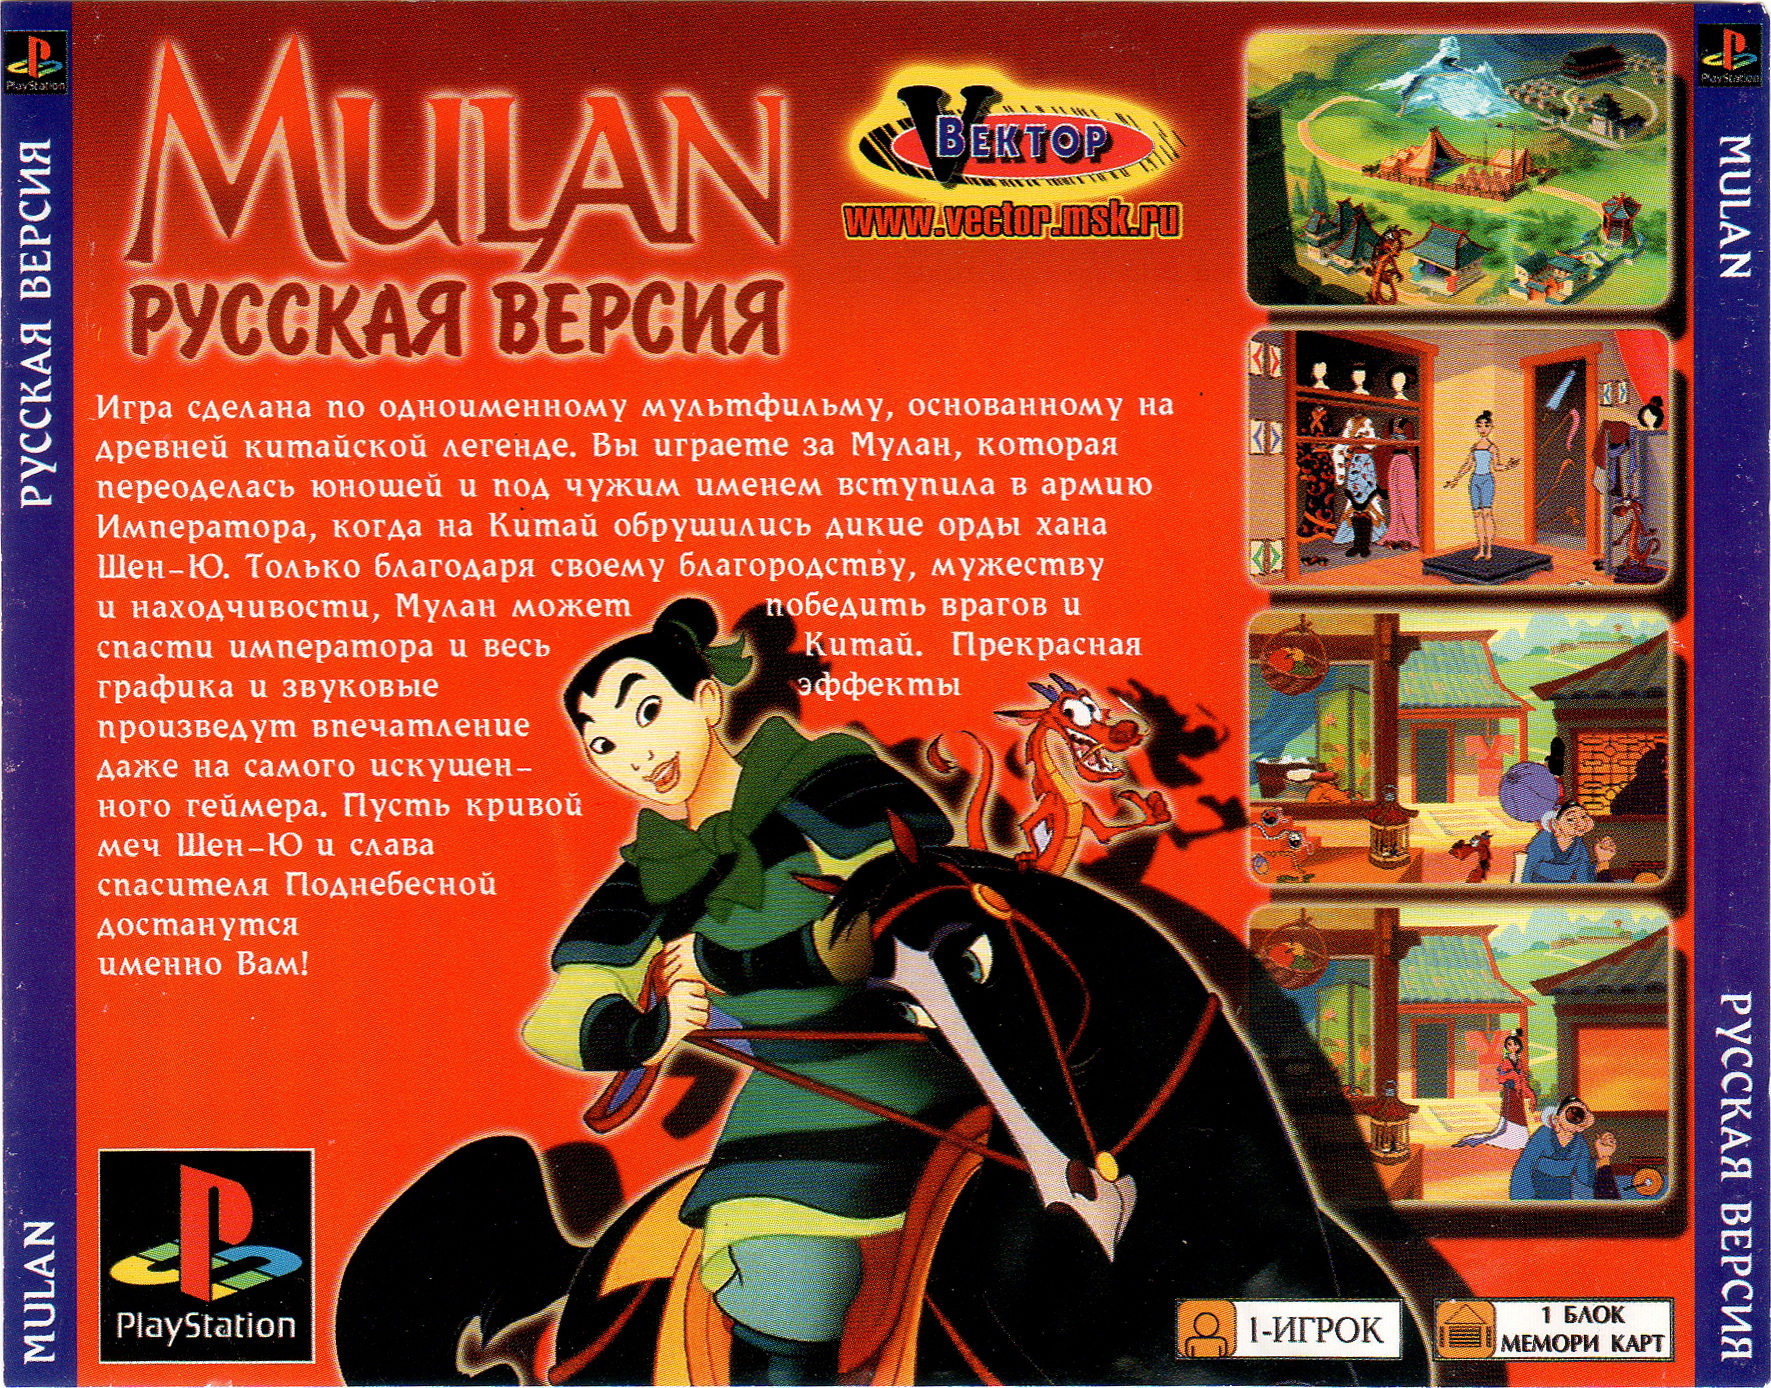 PlayStation
РУССКАЯ ВЕРСИЯ
MULAN
MULAN
РУССКАЯ ВЕРСИЯ
V
ВЕКТОР
www.vector.msk.ru
Игра сделана по одноименному мультфильму, основанному на
древней китайской легенде. Вы играете за Мулан, которая
переоделась юношей и под чужим именем вступила в армию
Императора, когда на Китай обрушились дикие орды хана
Шен-Ю. Только благодаря своему благородству, мужеству
и находчивости, Мулан может победить врагов и
спасти императора и весь Китай. Прекрасная
графика и звуковые эффекты
произведут впечатление
даже на самого искушен-
ного геймера. Пусть кривой
меч Шен-Ю и слава
спасителя Поднебесной
достанутся
именно Вам!
PlayStation
1-ИГРОК
1 БЛОК
МЕМОРИ КАРТ
PlayStation
MULAN
РУССКАЯ ВЕРСИЯ